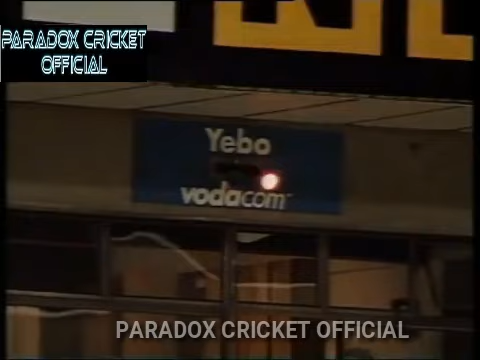 PARADOX CRICKET
OFFICIAL
Yebo
vodacom
PARADOX CRICKET OFFICIAL